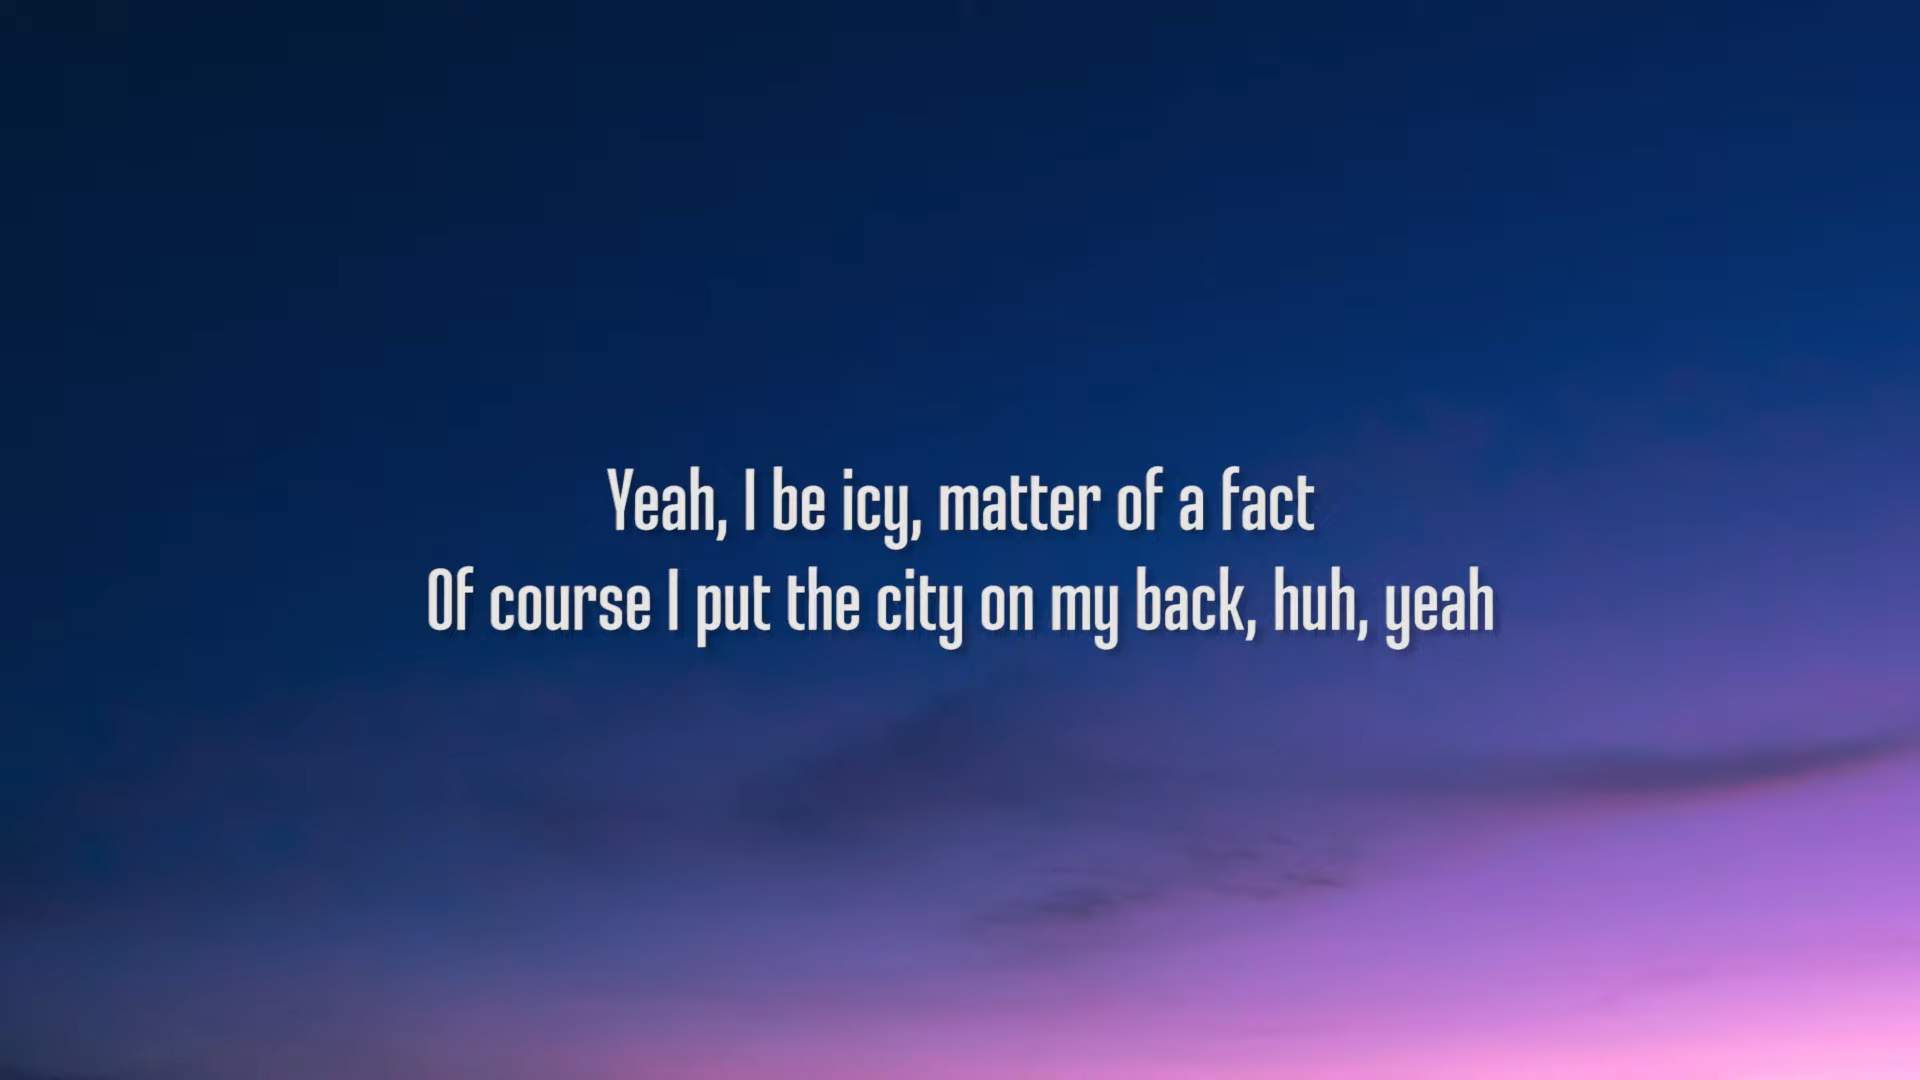 Yeah, I be icy, matter of a fact
Of course I put the city on my back, huh, yeah